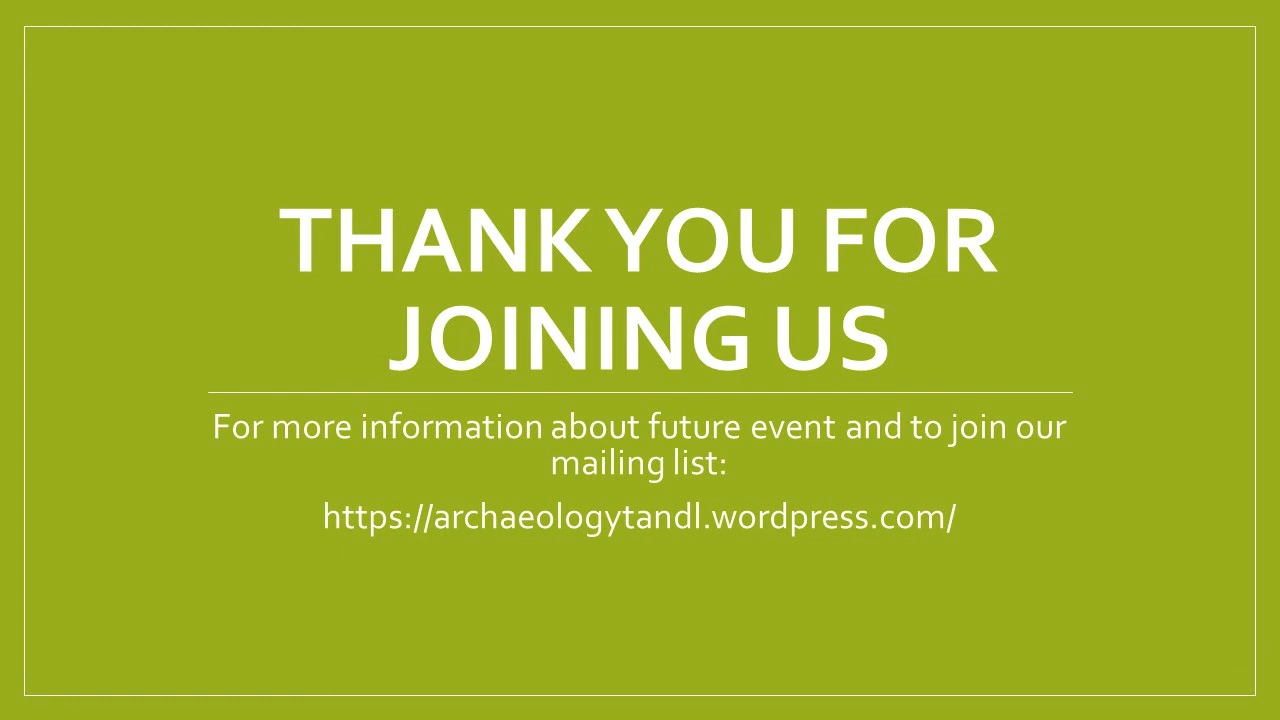 THANK YOU FOR
JOINING US
For more information about future event and to join our
mailing list:
https://archaeologytandl.wordpress.com/